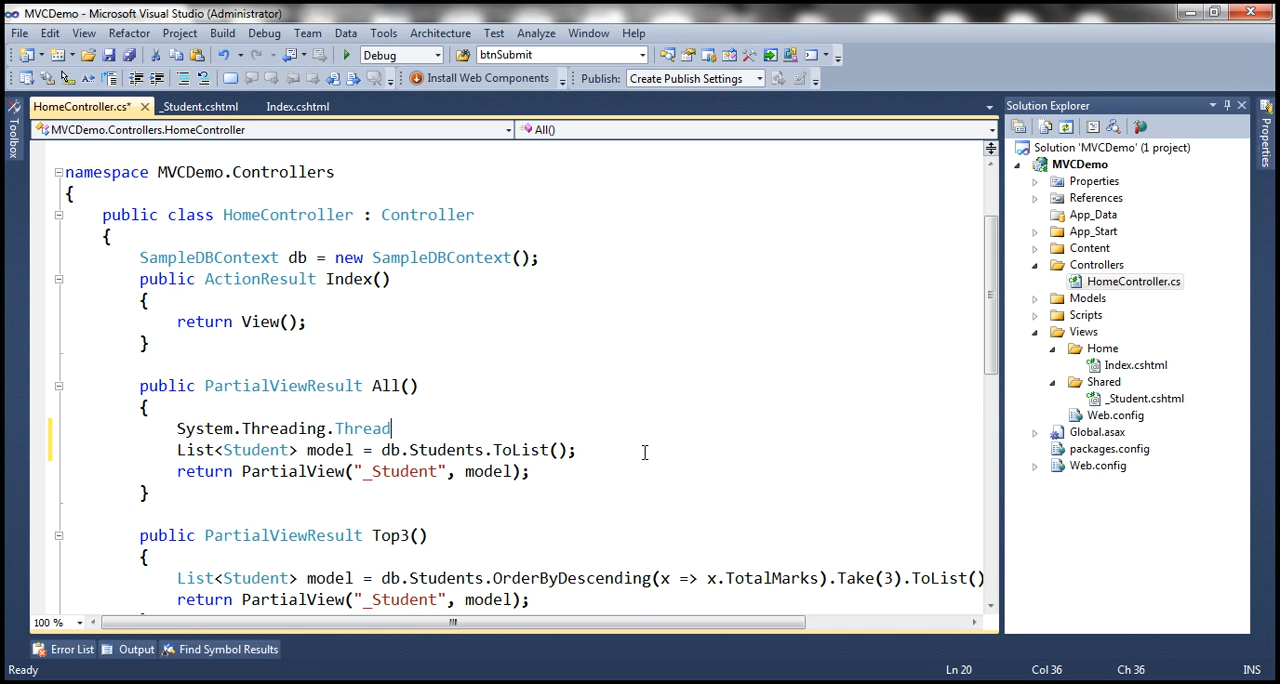 MVCDemo - Microsoft Visual Studio (Administrator)
File Edit View Refactor Project Build Debug Team Data Tools Architecture Test Analyze Window Help
Debug btnSubmit
Install Web Components Publish: Create Publish Settings
HomeController.cs* _Student.cshtml Index.cshtml
MVCDemo.Controllers.HomeController All()
Toolbox
namespace MVCDemo.Controllers
{
public class HomeController : Controller
{
SampleDBContext db = new SampleDBContext();
public ActionResult Index()
{
return View();
}
public PartialViewResult All()
{
System.Threading.Thread
List<Student> model = db.Students.ToList();
return PartialView("_Student", model);
}
public PartialViewResult Top3()
{
List<Student> model = db.Students.OrderByDescending(x => x.TotalMarks).Take(3).ToList()
return PartialView("_Student", model);
100 %
Solution Explorer
Solution 'MVCDemo' (1 project)
MVCDemo
Properties
References
App_Data
App_Start
Content
Controllers
HomeController.cs
Models
Scripts
Views
Home
Index.cshtml
Shared
_Student.cshtml
Web.config
Global.asax
packages.config
Web.config
Properties
Error List Output Find Symbol Results
Ready Ln 20 Col 36 Ch 36 INS